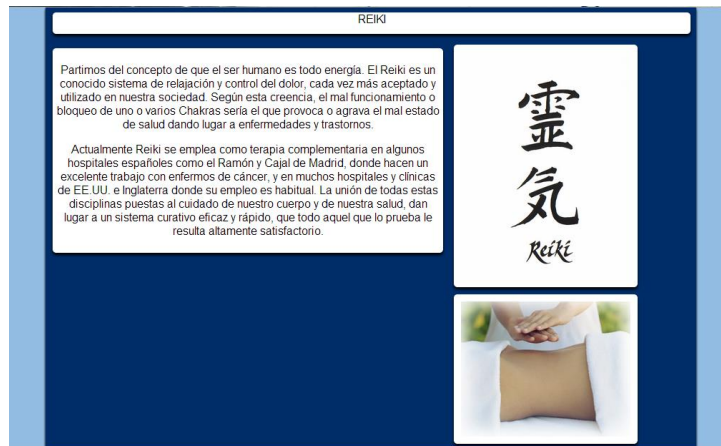 REIKI
Partimos del concepto de que el ser humano es todo energía. El Reiki es un
conocido sistema de relajación y control del dolor, cada vez más aceptado y
utilizado en nuestra sociedad. Según esta creencia, el mal funcionamiento o
bloqueo de uno o varios Chakras sería el que provoca o agrava el mal estado
de salud dando lugar a enfermedades y trastornos.
Actualmente Reiki se emplea como terapia complementaria en algunos
hospitales españoles como el Ramón y Cajal de Madrid, donde hacen un
excelente trabajo con enfermos de cáncer, y en muchos hospitales y clínicas
de EE.UU. e Inglaterra donde su empleo es habitual. La unión de todas estas
disciplinas puestas al cuidado de nuestro cuerpo y de nuestra salud, dan
lugar a un sistema curativo eficaz y rápido, que todo aquel que lo prueba le
resulta altamente satisfactorio.
霊
気
Reiki